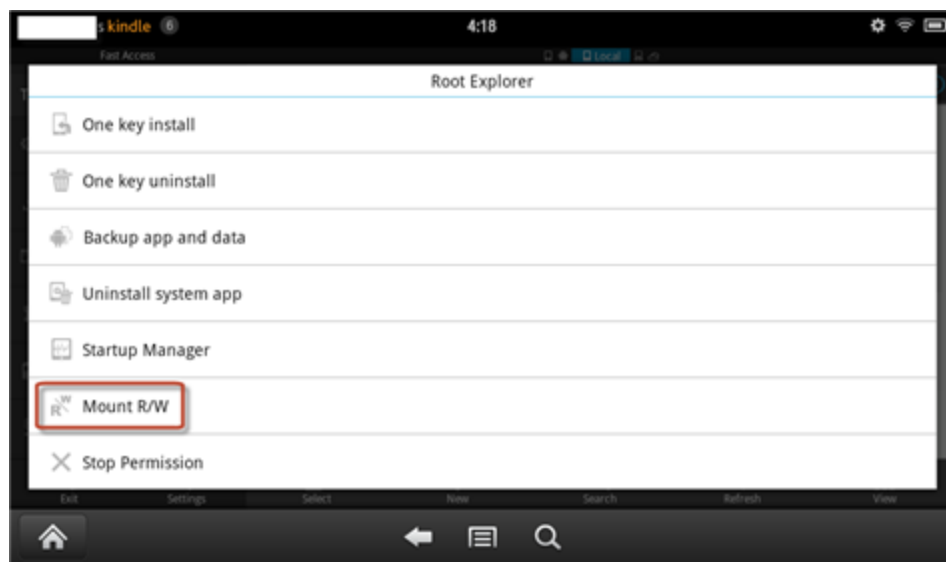 s kindle 6 4:18
Fast Access Local
Root Explorer
One key install
One key uninstall
Backup app and data
Uninstall system app
Startup Manager
R W Mount R/W
Stop Permission
Exit Settings Select New Search Refresh View